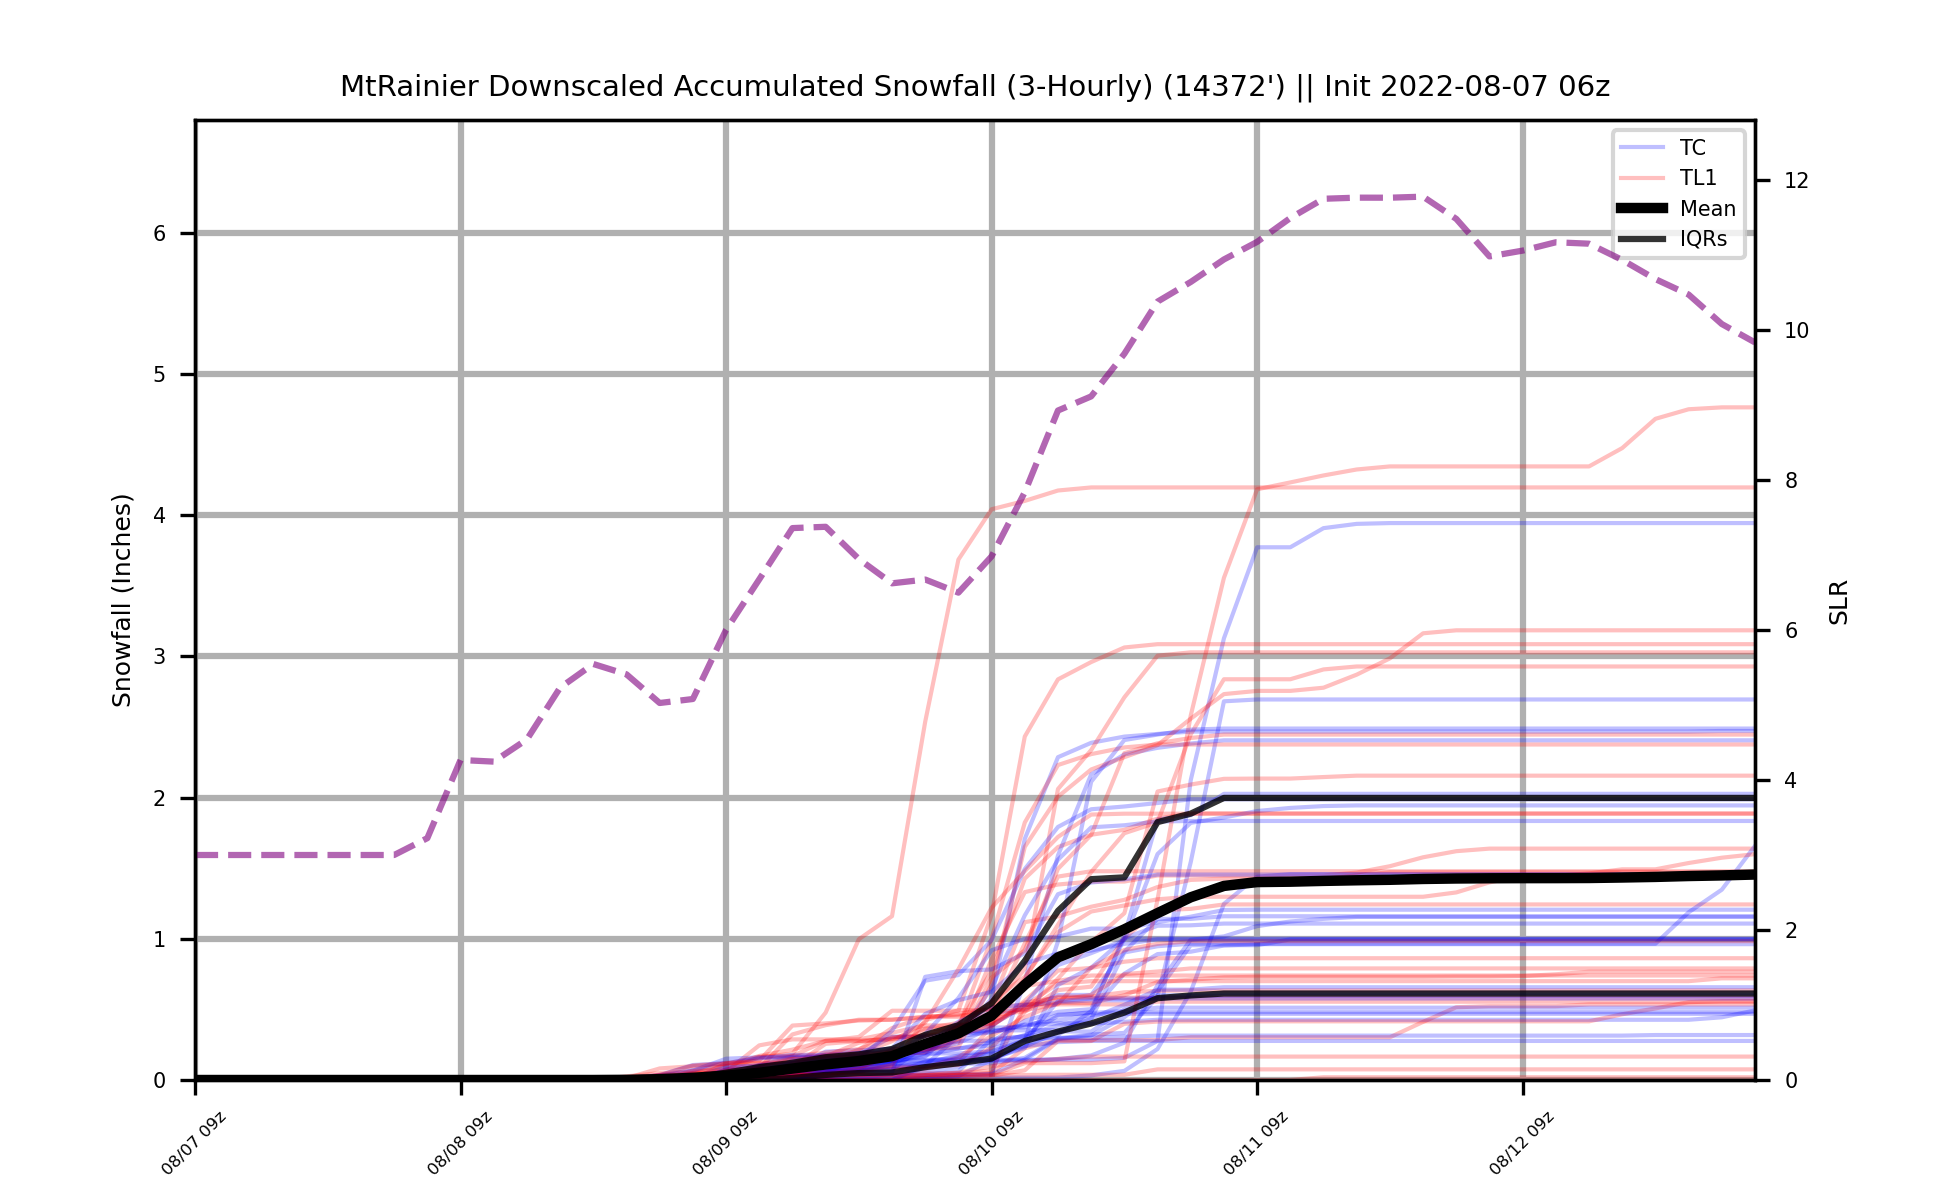 MtRainier Downscaled Accumulated Snowfall (3-Hourly) (14372') || Init 2022-08-07 06z
TC
TL1
Mean
IQRs
Snowfall (Inches)
6
5
4
3
2
1
0
SLR
12
10
8
6
4
2
0
08/07 09z
08/08 09z
08/09 09z
08/10 09z
08/11 09z
08/12 09z